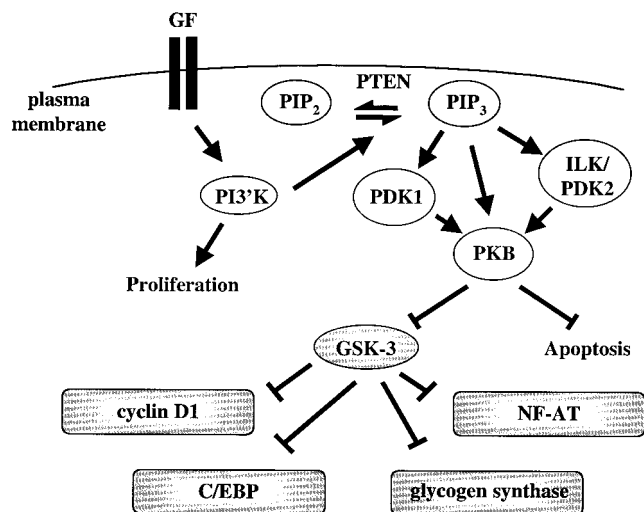 GF
plasma
membrane
PTEN
PIP2
PIP3
PI3'K
PDK1
ILK/
PDK2
PKB
Proliferation
GSK-3
Apoptosis
cyclin D1
NF-AT
C/EBP
glycogen synthase